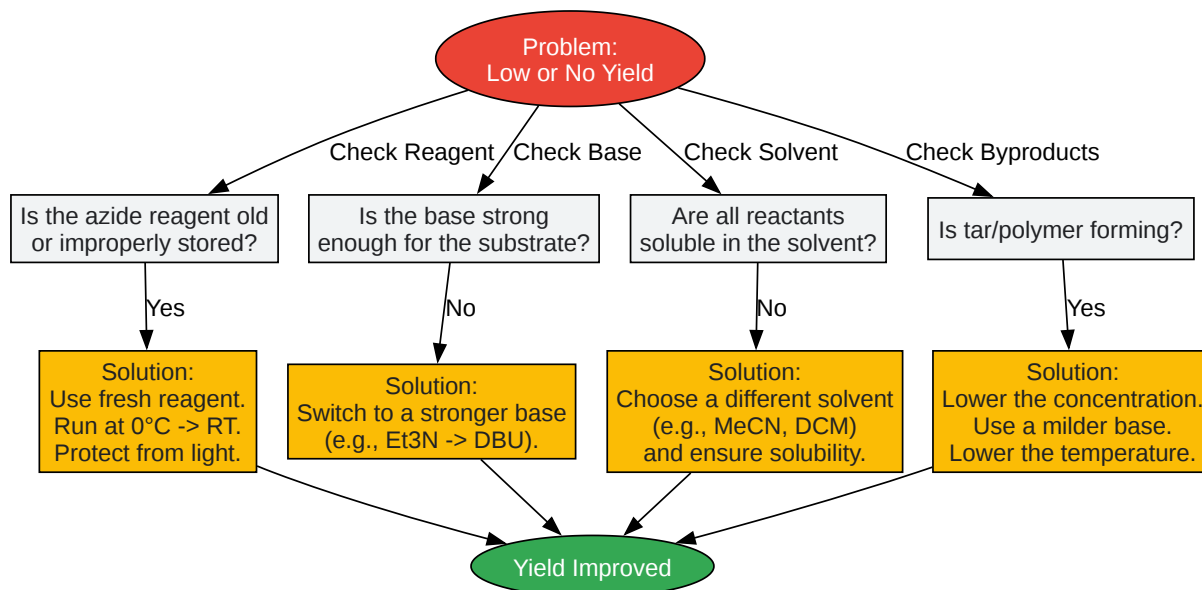 Problem:
Low or No Yield
Check Reagent
Check Base
Check Solvent
Check Byproducts
Is the azide reagent old
or improperly stored?
Is the base strong
enough for the substrate?
Are all reactants
soluble in the solvent?
Is tar/polymer forming?
Yes
No
No
Yes
Solution:
Use fresh reagent.
Run at 0°C -> RT.
Protect from light.
Solution:
Switch to a stronger base
(e.g., Et3N -> DBU).
Solution:
Choose a different solvent
(e.g., MeCN, DCM)
and ensure solubility.
Solution:
Lower the concentration.
Use a milder base.
Lower the temperature.
Yield Improved